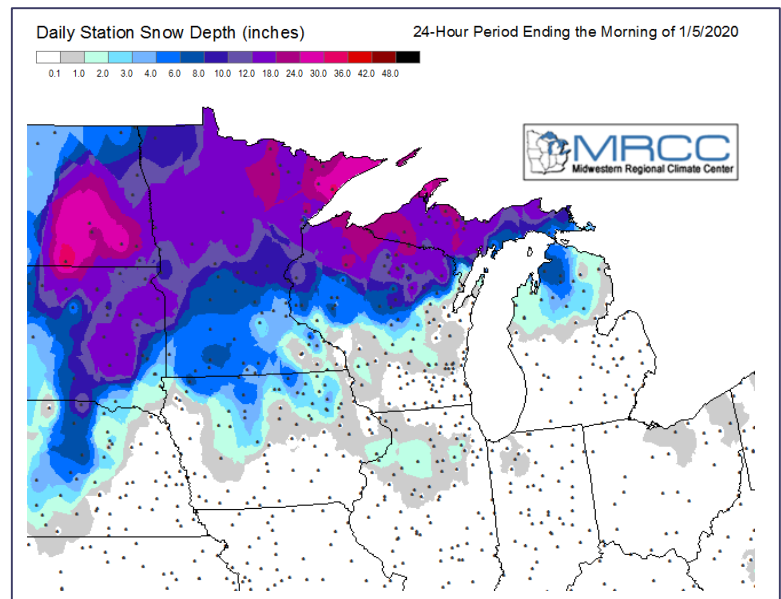 Daily Station Snow Depth (inches)
24-Hour Period Ending the Morning of 1/5/2020
0.1 1.0 2.0 3.0 4.0 6.0 8.0 10.0 12.0 18.0 24.0 30.0 36.0 42.0 48.0
MRCC
Midwestern Regional Climate Center